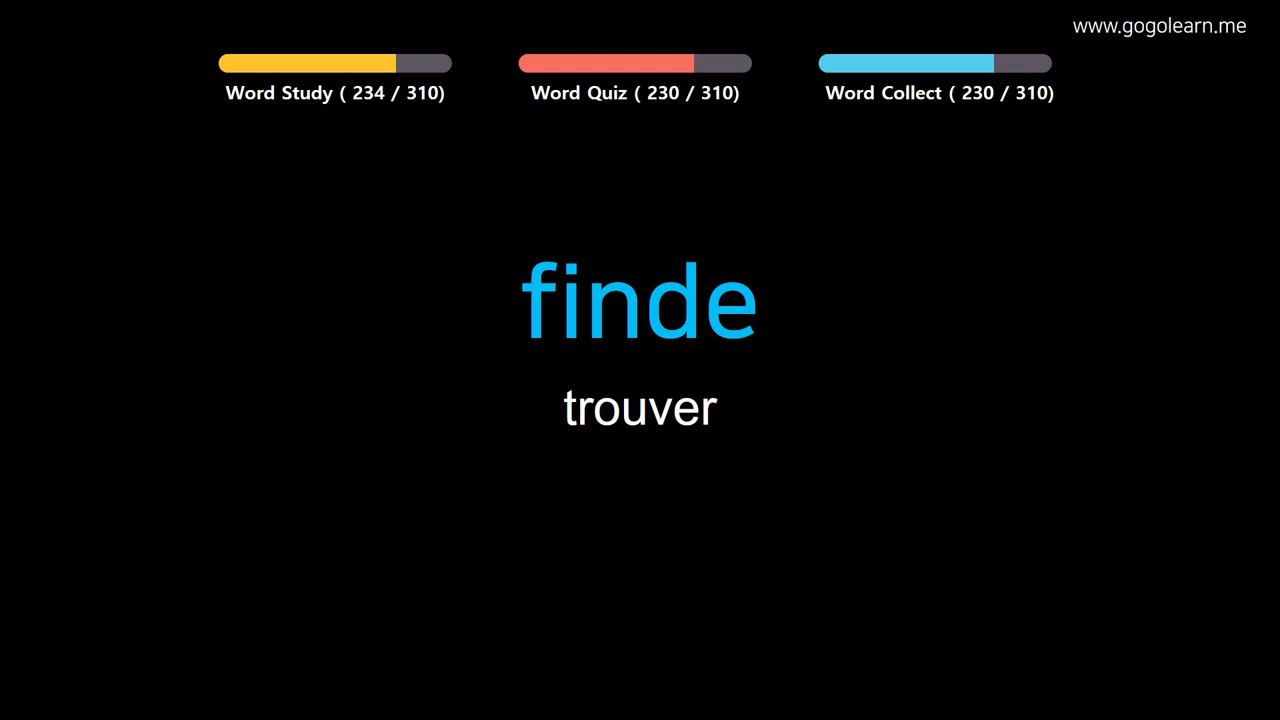 www.gogolearn.me
Word Study ( 234 / 310)
Word Quiz ( 230 / 310)
Word Collect ( 230 / 310)
finde
trouver